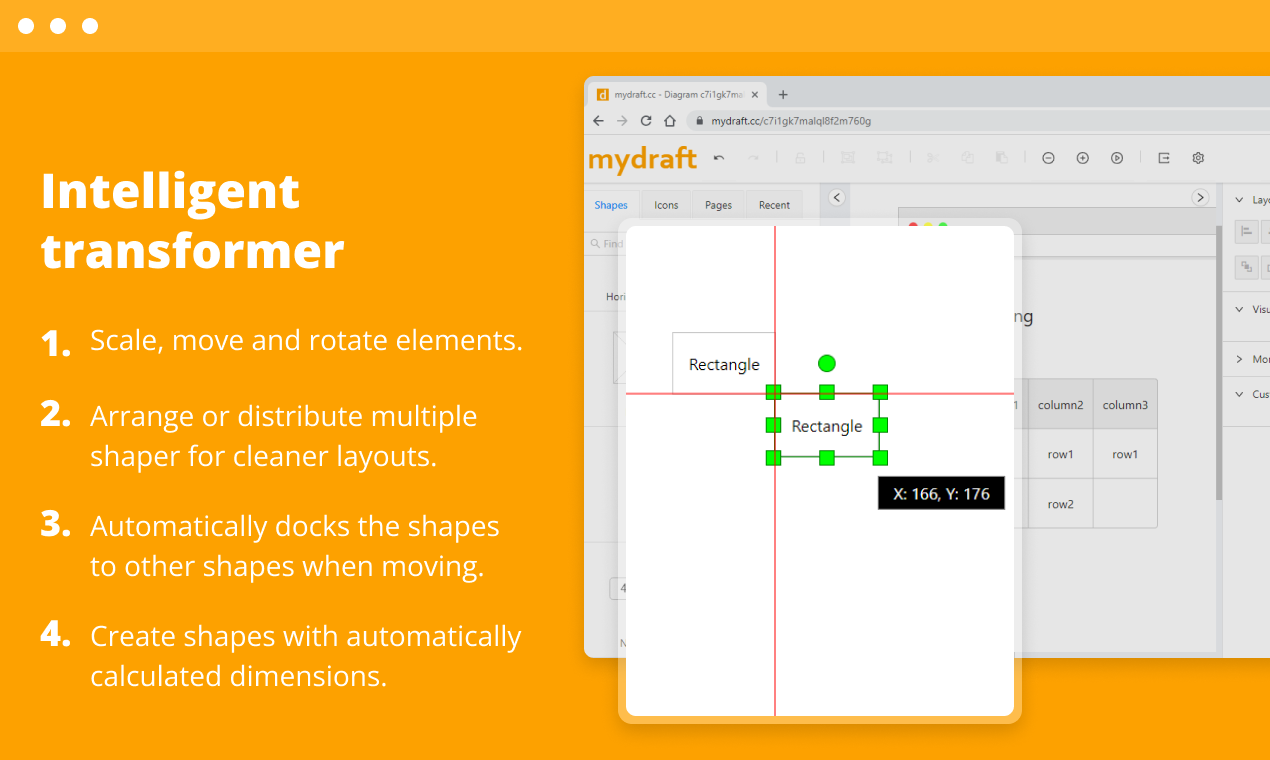 Intelligent
transformer
1. Scale, move and rotate elements.
2. Arrange or distribute multiple
shaper for cleaner layouts.
3. Automatically docks the shapes
to other shapes when moving.
4. Create shapes with automatically
calculated dimensions.
mydraft.cc - Diagram c7i1gk7mal
mydraft.cc/c7i1gk7malql8f2m760g
mydraft
Shapes Icons Pages Recent
Find
Hori
Rectangle
Rectangle
X: 166, Y: 176
ng
1 column2 column3
row1 row1
row2
4
N
Layo
Visu
Mor
Cus